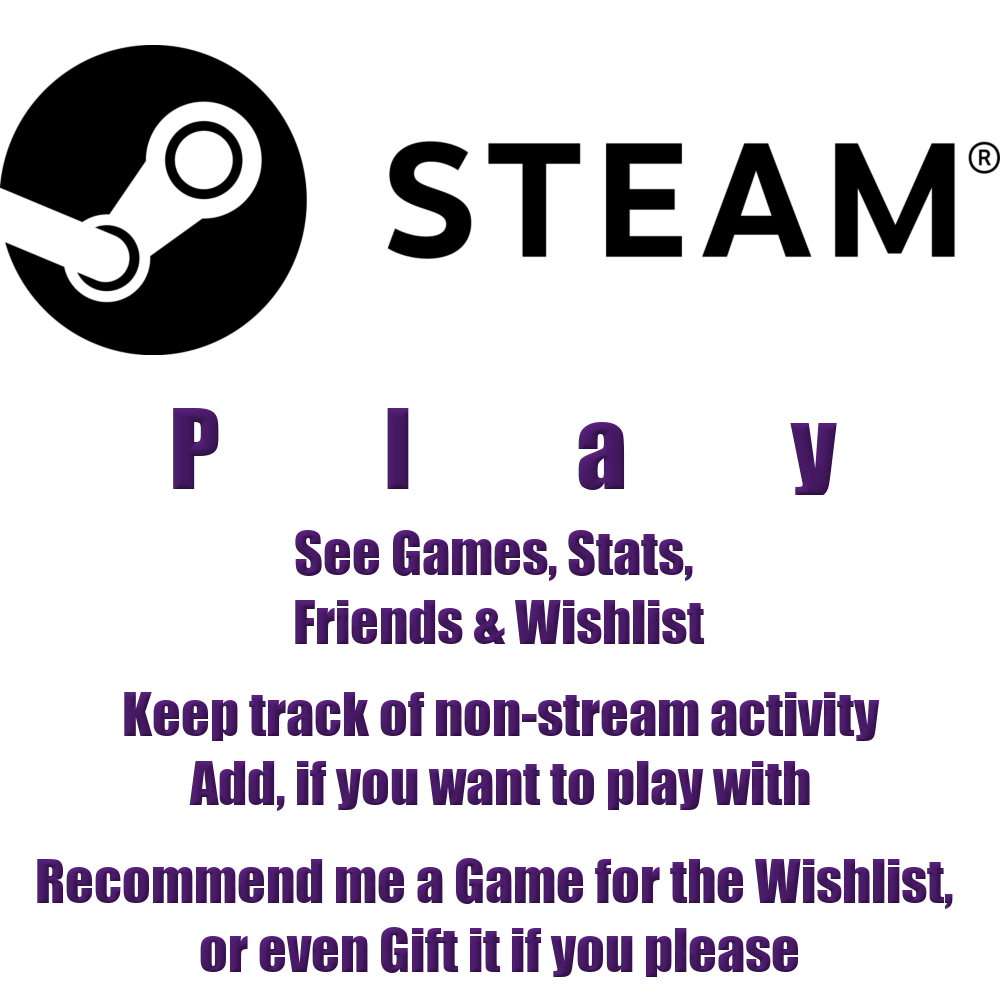 STEAM®
Play
See Games, Stats,
Friends & Wishlist
Keep track of non-stream activity
Add, if you want to play with
Recommend me a Game for the Wishlist,
or even Gift it if you please